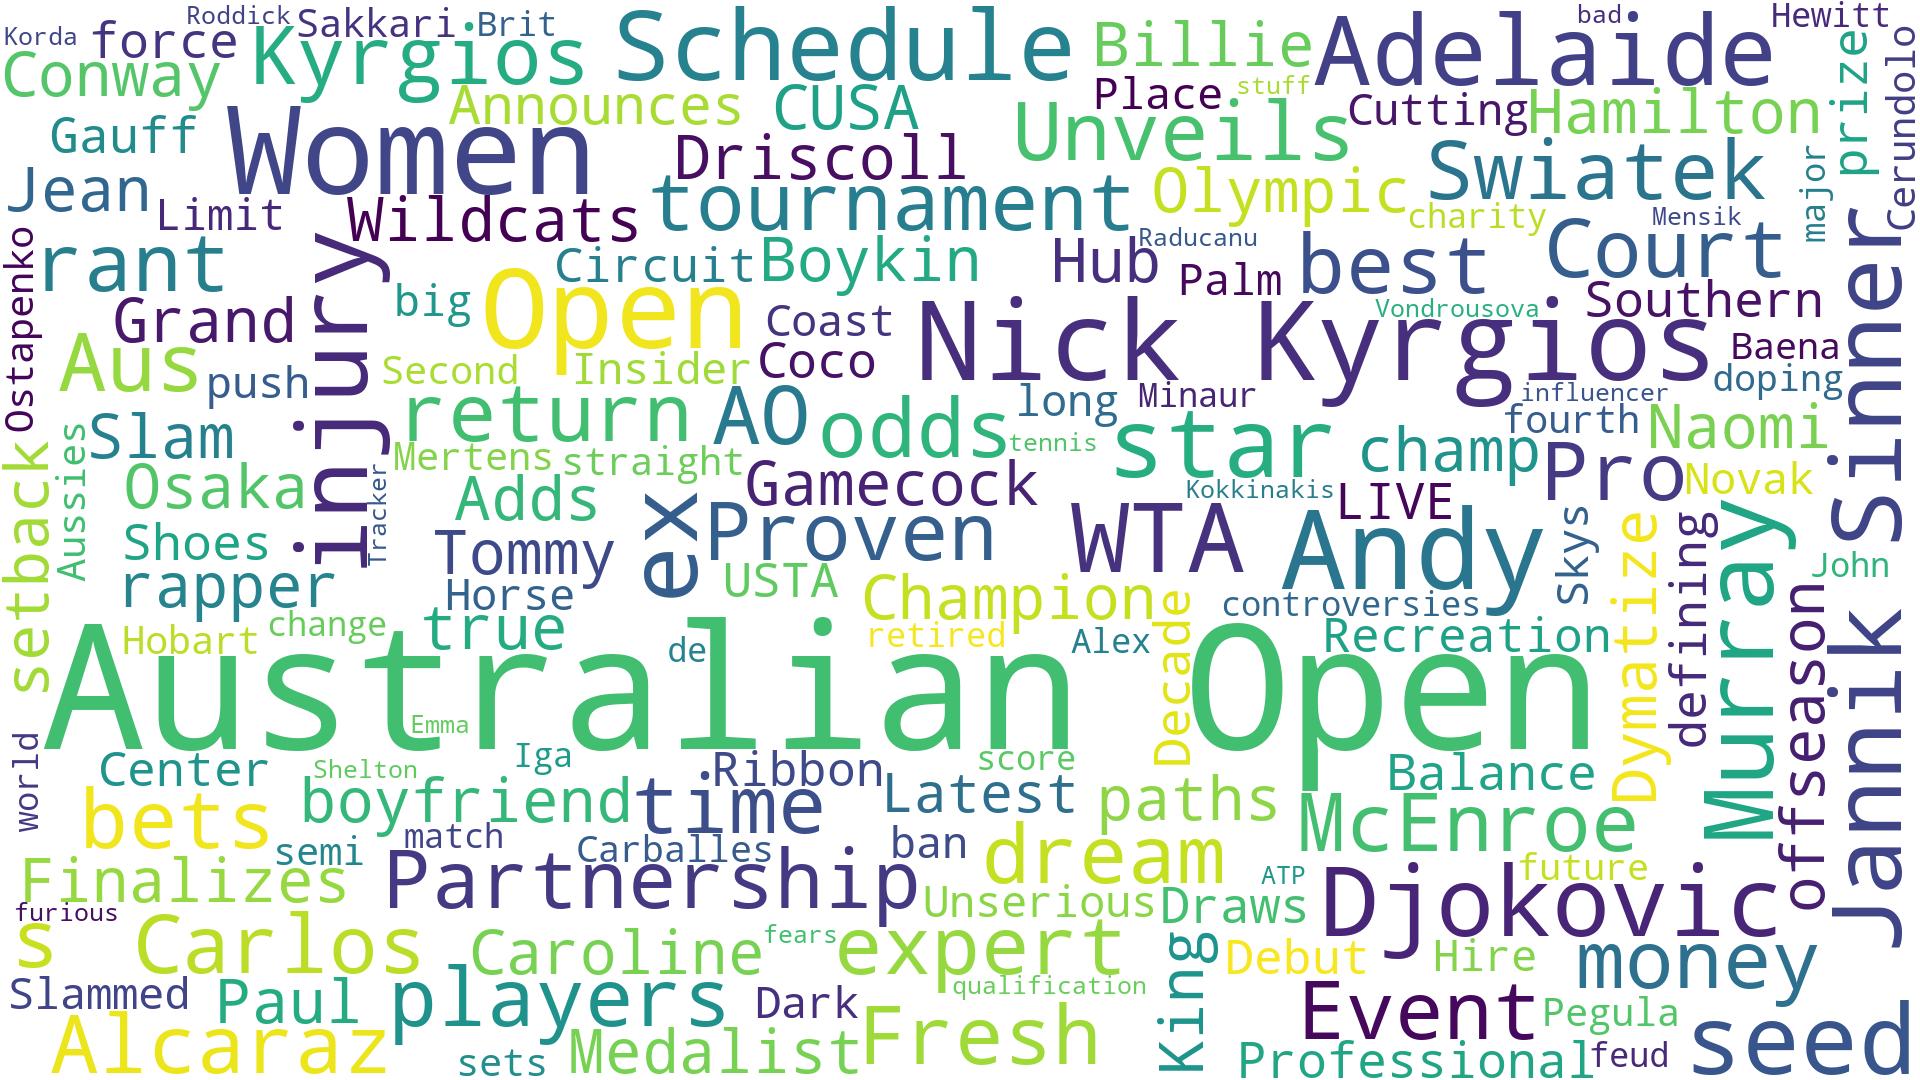 Korda
force
Roddick
Sakkari
Brit
Schedule
Billie
Adelaide
bad
Hewitt
Conway
Kyrgios
Announces
CUSA
Place
stuff
Cutting
Hamilton
prize
Cerundolo
Gauff
Women
Driscoll
Unveils
Swiatek
Jean
Limit
Wildcats
tournament
Olympic
charity
Mensik
major
Ostapenko
rant
injury
Circuit
Boykin
Hub
Raducanu
Palm
best
Court
Grand
big
Open
Coast
Nick Kyrgios
Vondrousova
Southern
Jannik Sinner
Aus
push
Second
Insider
Coco
Minaur
influencer
Baena
doping
Slam
return
AO
odds
long
star
fourth
Naomi
Aussies
Mertens
straight
tennis
champ
Pro
Novak
setback
Osaka
Tracker
Adds
ex
Gamecock
Kokkinakis
LIVE
Shoes
Tommy
Proven
WTA
Andy
Skys
Dymatize
defining
Murray
John
rapper
Horse
USTA
Champion
controversies
Hobart
change
true
de
retired
Alex
Decade
Recreation
offseason
Australian Open
Emma
world
Center
Shelton
Iga
Ribbon
score
Balance
bets
boyfriend
time
Latest
paths
McEnroe
semi
match
Carballes
ban
dream
Finalizes
Partnership
ATP
future
furious
Unserious
Draws
Djokovic
s
Carlos
Caroline
fears
expert
King
Debut
Hire
money
Slammed
Paul
players
Dark
qualification
Event
Pegula
seed
Alcaraz
sets
Medalist
Fresh
Professional
feud